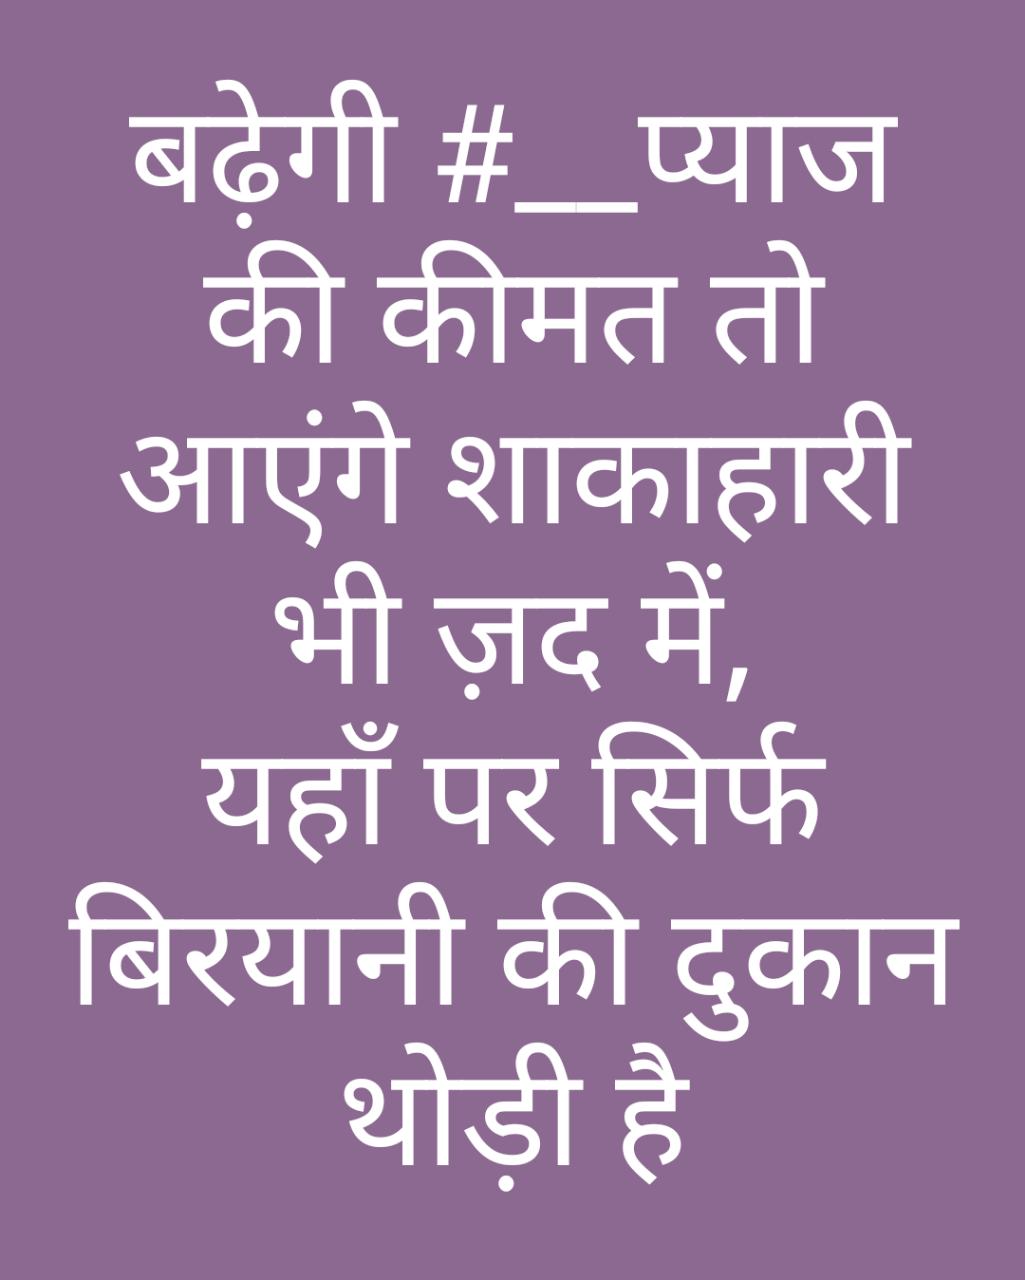 बढ़ेगी #__प्याज
की कीमत तो
आएंगे शाकाहारी
भी ज़द में,
यहाँ पर सिर्फ
बिरयानी की दुकान
थोड़ी है